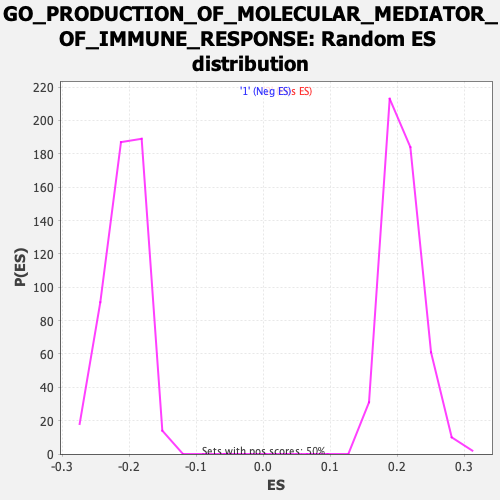 GO_PRODUCTION_OF_MOLECULAR_MEDIATOR_
OF_IMMUNE_RESPONSE: Random ES
distribution
'1' (Neg ES)s ES)
220
200
180
160
140
120
100
80
60
40
20
0
P(ES)
Sets with pos scores: 50%
-0.3 -0.2 -0.1 0.0 0.1 0.2 0.3
ES